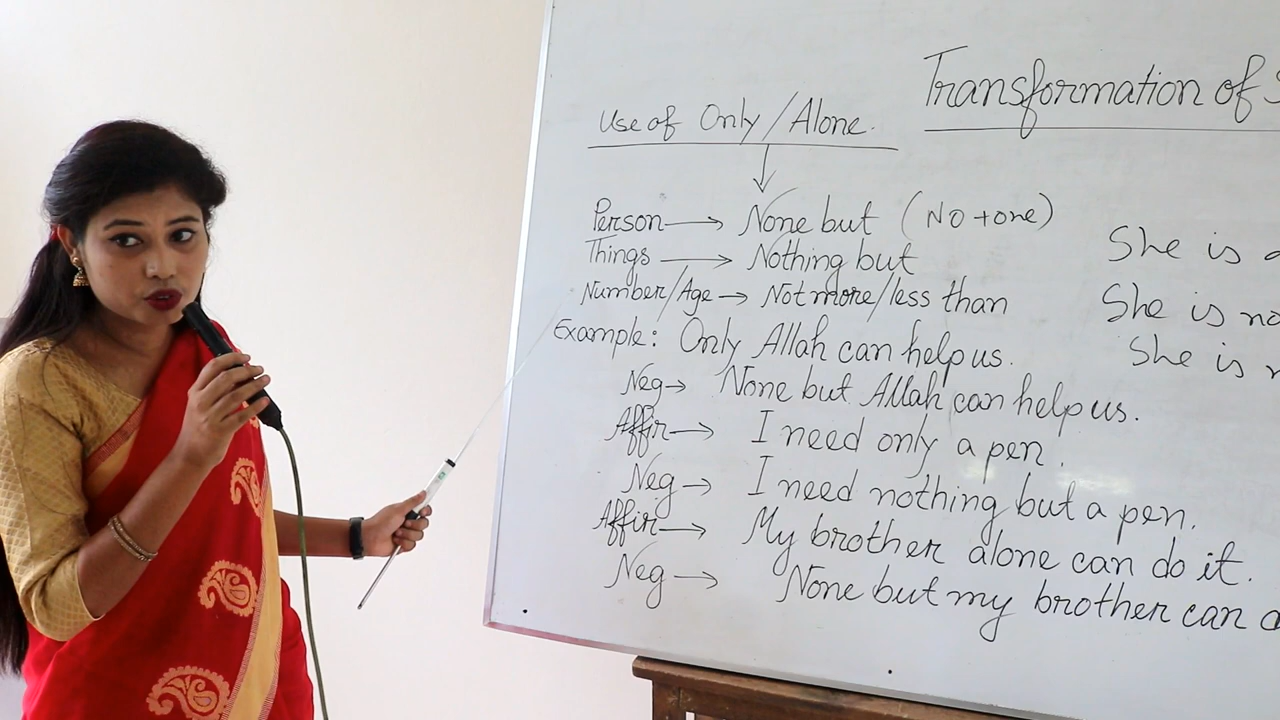 Transformation of
Use of Only/Alone.
Person → None but (No + one)
Things → Nothing but
Number/Age → Not more/less than
Example: Only Allah can help us.
Neg → None but Allah can help us.
Affir → I need only a pen.
Neg → I need nothing but a pen.
Affir → My brother alone can do it.
Neg → None but my brother can
She is
She is
She is